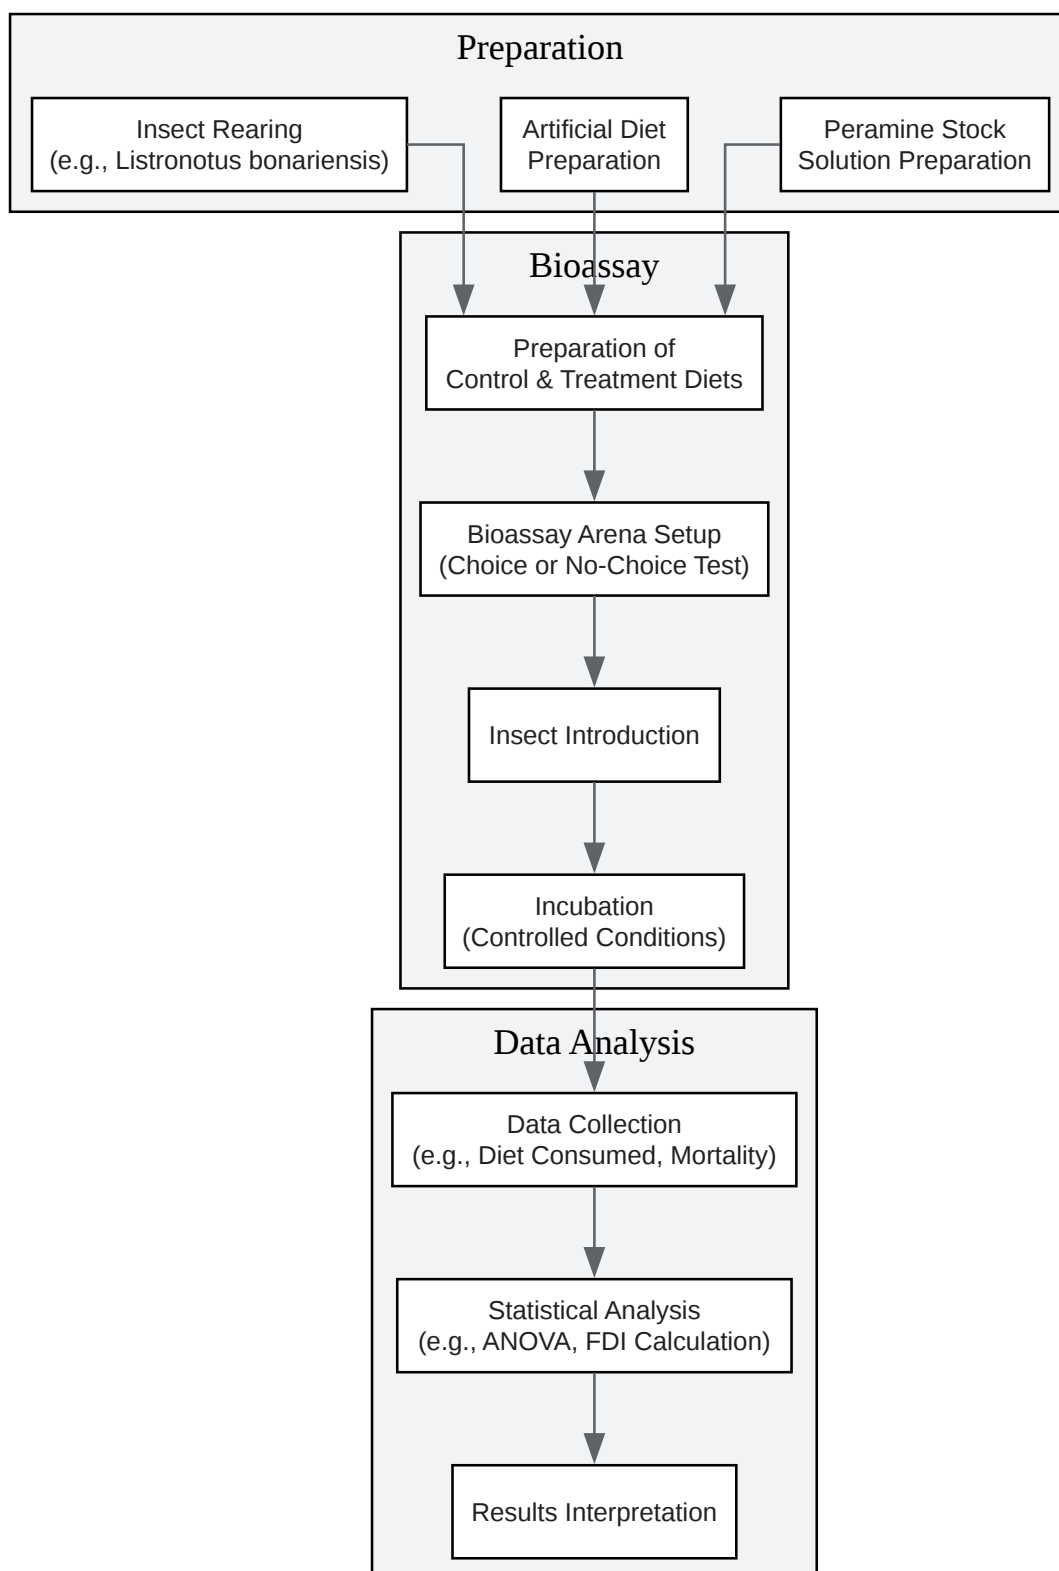 Preparation
Insect Rearing
(e.g., Listronotus bonariensis)
Artificial Diet
Preparation
Peramine Stock
Solution Preparation
Bioassay
Preparation of
Control & Treatment Diets
Bioassay Arena Setup
(Choice or No-Choice Test)
Insect Introduction
Incubation
(Controlled Conditions)
Data Analysis
Data Collection
(e.g., Diet Consumed, Mortality)
Statistical Analysis
(e.g., ANOVA, FDI Calculation)
Results Interpretation